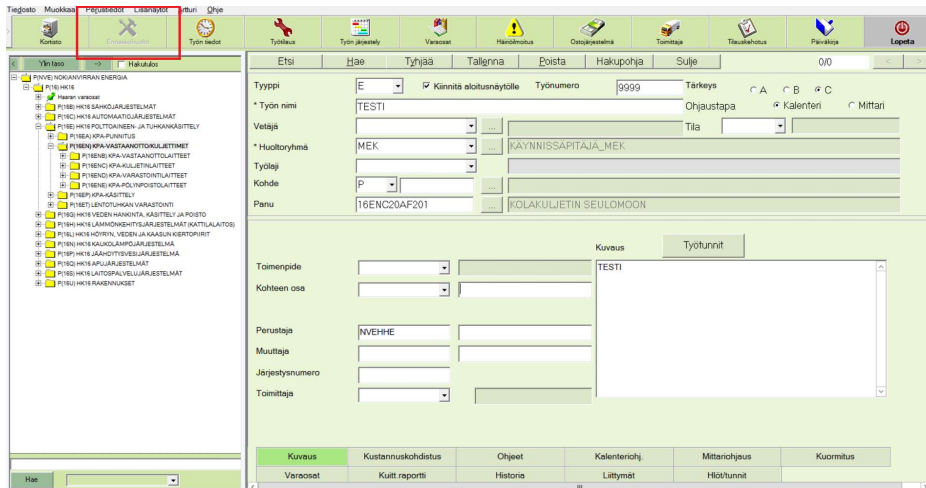 Tiedosto Muokkaa Perustiedot Lisänäytöt Artturi Ohje
Kortisto Ennakkohuolto Työn tiedot Työtilaus Työn järjestely Varaosat Häiriöilmoitus Ostojärjestelmä Toimittaja Tilauskehotus Päiväkirja Lopeta
< Ylin taso => Hakutulos
P(NVE) NOKIANVIRRAN ENERGIA
P(16) HK16
Haaran varaosat
P(16B) HK16 SÄHKÖJÄRJESTELMÄT
P(16C) HK16 AUTOMAATIOJÄRJESTELMÄT
P(16E) HK16 POLTTOAINEEN- JA TUHKANKÄSITTELY
P(16EA) KPA-PUNNITUS
P(16EN) KPA-VASTAANOTTO/KULJETTIMET
P(16ENB) KPA-VASTAANOTTOLAITTEET
P(16ENC) KPA-KULJETINLAITTEET
P(16END) KPA-VARASTOINTILAITTEET
P(16ENE) KPA-PÖLYNPOISTOLAITTEET
P(16EP) KPA-KÄSITTELY
P(16ET) LENTOTUHKAN VARASTOINTI
P(16G) HK16 VEDEN HANKINTA, KÄSITTELY JA POISTO
P(16H) HK16 LÄMMÖNKEHITYSJÄRJESTELMÄT (KATTILALAITOS)
P(16L) HK16 HÖYRYN, VEDEN JA KAASUN KIERTOPIIRIT
P(16N) HK16 KAUKOLÄMPÖJÄRJESTELMÄ
P(16P) HK16 JÄÄHDYTYSVESIJÄRJESTELMÄ
P(16Q) HK16 APUJÄRJESTELMÄT
P(16S) HK16 LAITOSPALVELUJÄRJESTELMÄT
P(16U) HK16 RAKENNUKSET
Hae
Etsi Hae Tyhjää Tallenna Poista Hakupohja Sulje 0/0 < >
Tyyppi E Kiinnitä aloitusnäytölle Työnumero 9999 Tärkeys A B C
* Työn nimi TESTI Ohjaustapa Kalenteri Mittari
Vetäjä ... Tila
* Huoltoryhmä MEK ... KÄYNNISSÄPITÄJÄ_MEK
Työlaji
Kohde P ...
Panu 16ENC20AF201 ... KOLAKULJETIN SEULOMOON
Kuvaus Työtunnit
Toimenpide TESTI
Kohteen osa
Perustaja NVEHHE
Muuttaja
Järjestysnumero
Toimittaja
Kuvaus Kustannuskohdistus Ohjeet Kalenteriohj. Mittariohjaus Kuormitus
Varaosat Kuitt.raportti Historia Liittymät Hlöt/tunnit